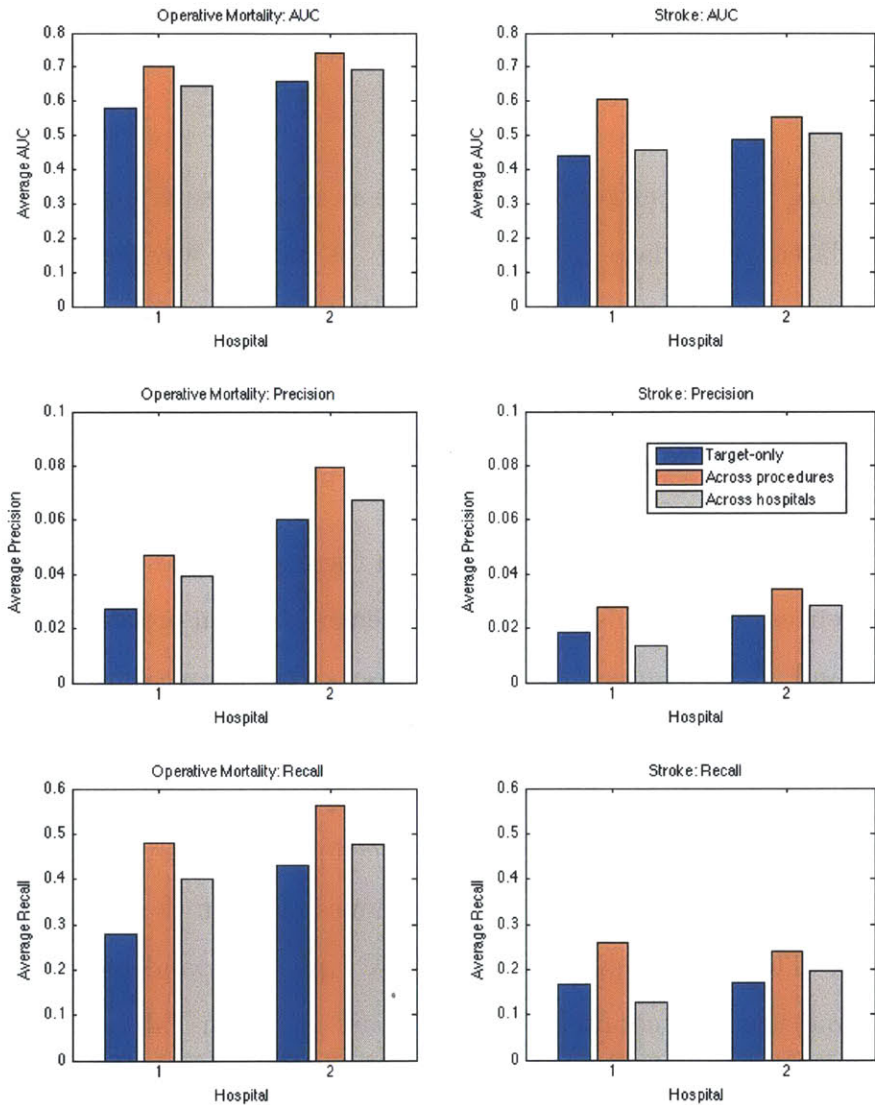 Operative Mortality: AUC
0.8
0.7
0.6
0.5
0.4
0.3
0.2
0.1
0
Average AUC
1
2
Hospital
Stroke: AUC
0.8
0.7
0.6
0.5
0.4
0.3
0.2
0.1
0
Average AUC
1
2
Hospital
Operative Mortality: Precision
0.1
0.08
0.06
0.04
0.02
0
Average Precision
1
2
Hospital
Stroke: Precision
0.1
0.08
0.06
0.04
0.02
0
Average Precision
Target-only
Across procedures
Across hospitals
1
2
Hospital
Operative Mortality: Recall
0.6
0.5
0.4
0.3
0.2
0.1
0
Average Recall
1
2
Hospital
Stroke: Recall
0.6
0.5
0.4
0.3
0.2
0.1
0
Average Recall
1
2
Hospital